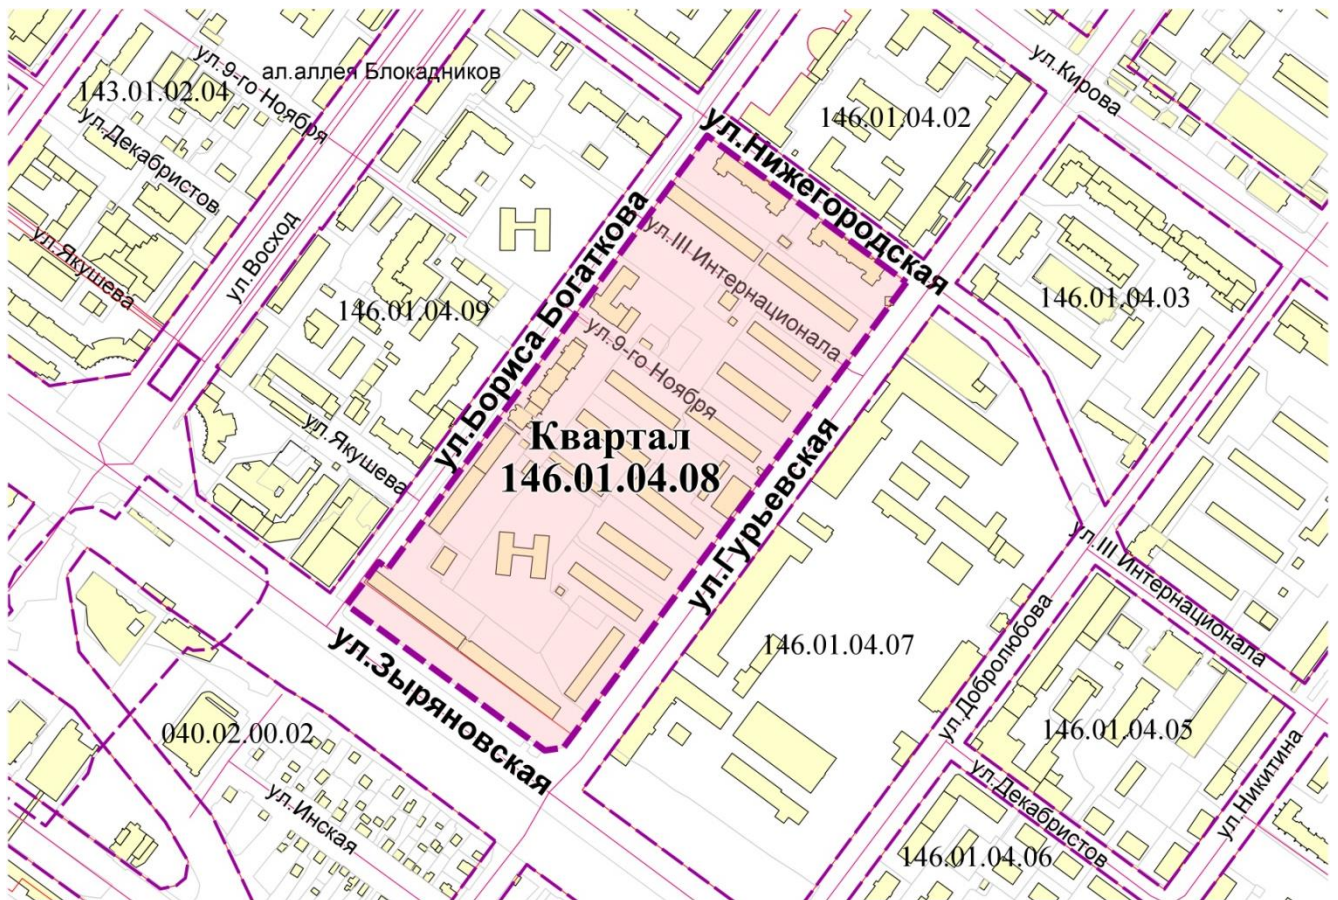 ул.9-го Ноября
ал.аллея Блокадников
143.01.02.04
ул.Декабристов
ул.Якушева
ул.Восход
146.01.04.09
ул.Якушева
ул.Кирова
146.01.04.02
ул.Нижегородская
146.01.04.03
ул.Бориса Богаткова
ул.III Интернационала
ул.9-го Ноября
Квартал
146.01.04.08
ул.Гурьевская
ул.Зыряновская
040.02.00.02
ул.Инская
146.01.04.07
ул.III Интернационала
ул.Добролюбова
146.01.04.05
ул.Декабристов
ул.Никитина
146.01.04.06